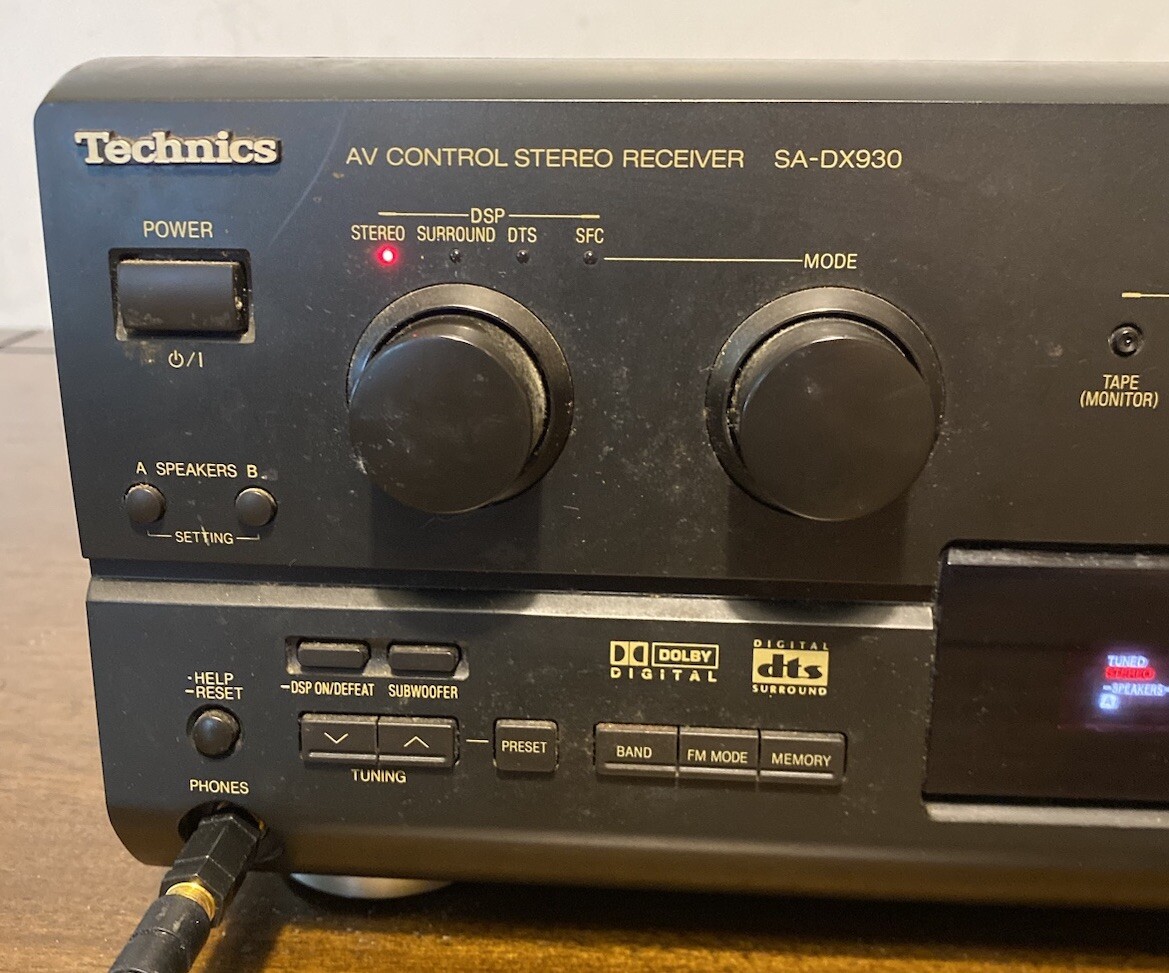 Technics
AV CONTROL STEREO RECEIVER SA-DX930
POWER
⏻/I
DSP
STEREO SURROUND DTS SFC
MODE
TAPE
(MONITOR)
A SPEAKERS B
SETTING
-HELP
-RESET
-DSP ON/DEFEAT SUBWOOFER
DOLBY
DIGITAL
DIGITAL
dts
SURROUND
TUNED
STEREO
SPEAKERS
A
PRESET
BAND
FM MODE
MEMORY
TUNING
PHONES